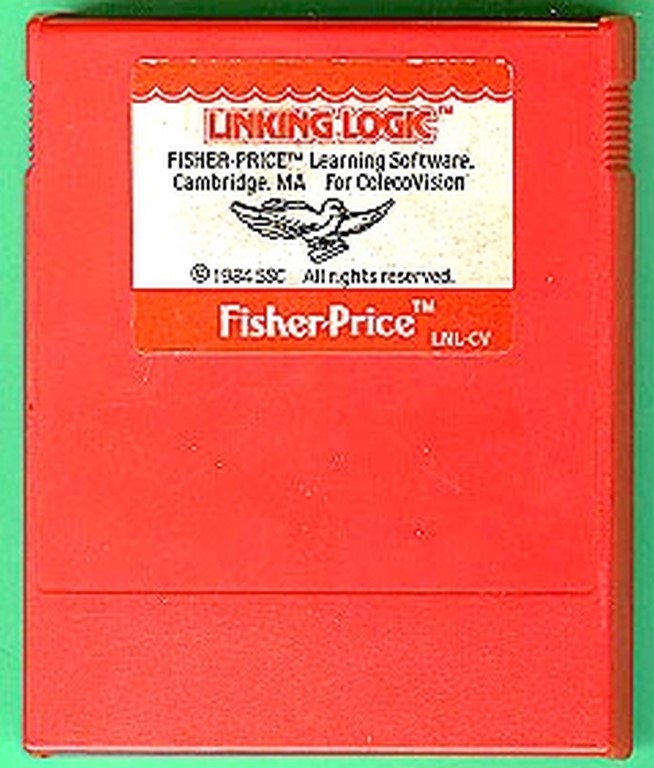 LINKING LOGIC™
FISHER-PRICE™ Learning Software.
Cambridge, MA For ColecoVision
© 1984 SSC All rights reserved.
Fisher-Price™
LNL-CV